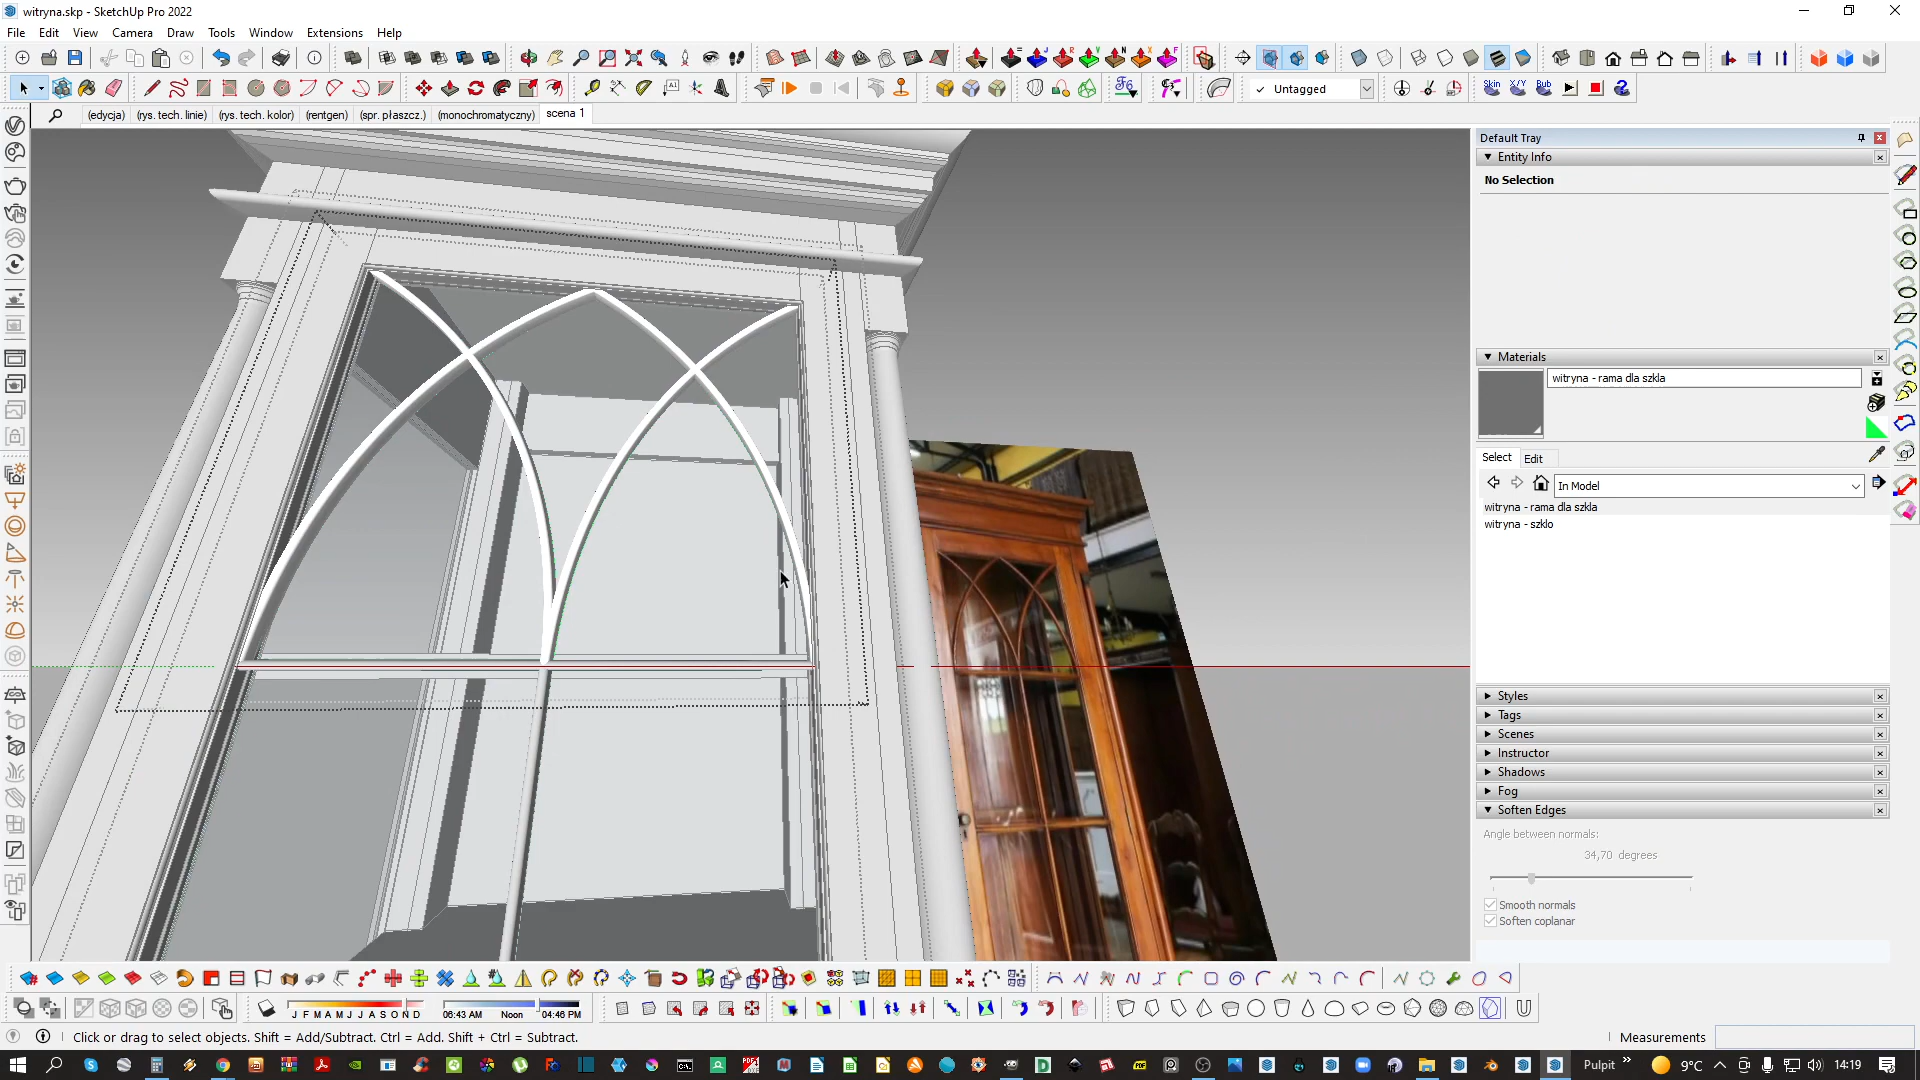 witryna.skp - SketchUp Pro 2022
File Edit View Camera Draw Tools Window Extensions Help
Untagged
Skin X/Y Bub
(edycja) (rys. tech. linie) (rys. tech. kolor) (rentgen) (spr. płaszcz.) (monochromatyczny) scena 1
Default Tray
Entity Info
No Selection
Materials
witryna - rama dla szkla
Select Edit
In Model
witryna - rama dla szkla
witryna - szklo
Styles
Tags
Scenes
Instructor
Shadows
Fog
Soften Edges
Angle between normals:
34,70 degrees
Smooth normals
Soften coplanar
J F M A M J J A S O N D
06:43 AM Noon 04:46 PM
Click or drag to select objects. Shift = Add/Subtract. Ctrl = Add. Shift + Ctrl = Subtract.
Measurements
Pulpit
9°C
14:19